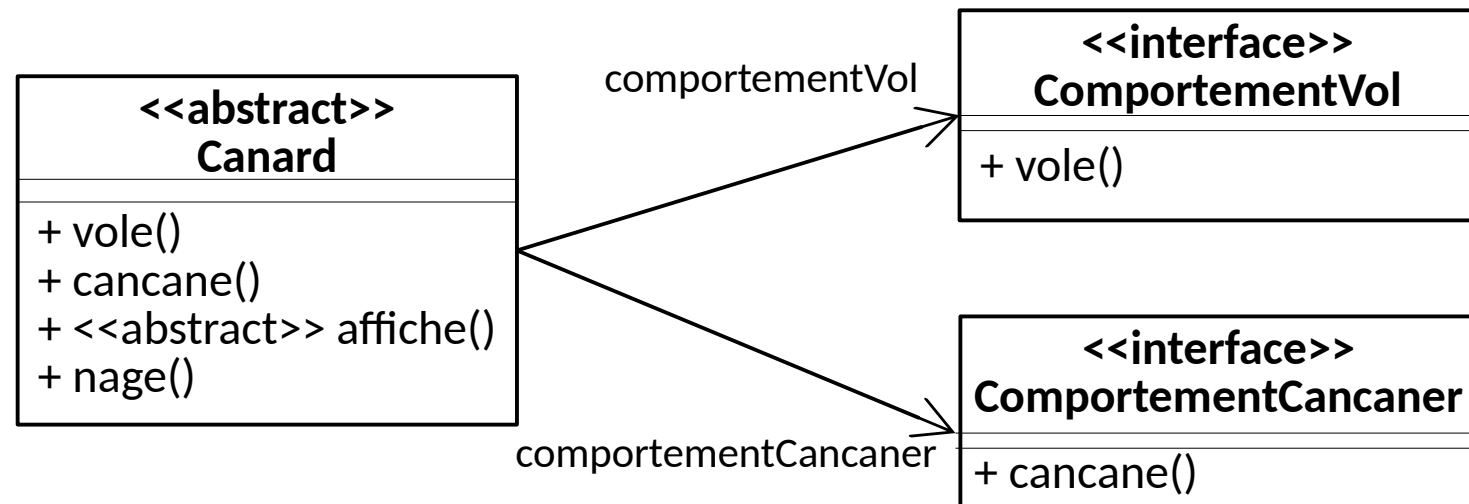 <<abstract>>
Canard
+ vole()
+ cancane()
+ <<abstract>> affiche()
+ nage()
comportementVol
comportementCancaner
<<interface>>
ComportementVol
+ vole()
<<interface>>
ComportementCancaner
+ cancane()